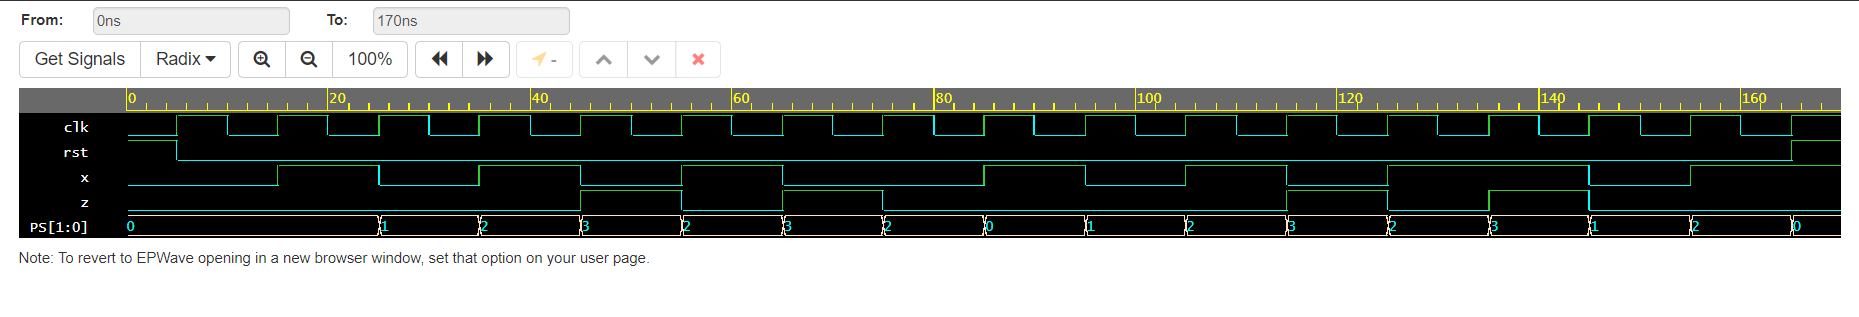 From: 0ns To: 170ns
Get Signals Radix 100% -
0 20 40 60 80 100 120 140 160
clk
rst
x
z
PS[1:0] 0 1 2 3 2 3 2 0 1 2 3 2 3 1 2 0
Note: To revert to EPWave opening in a new browser window, set that option on your user page.